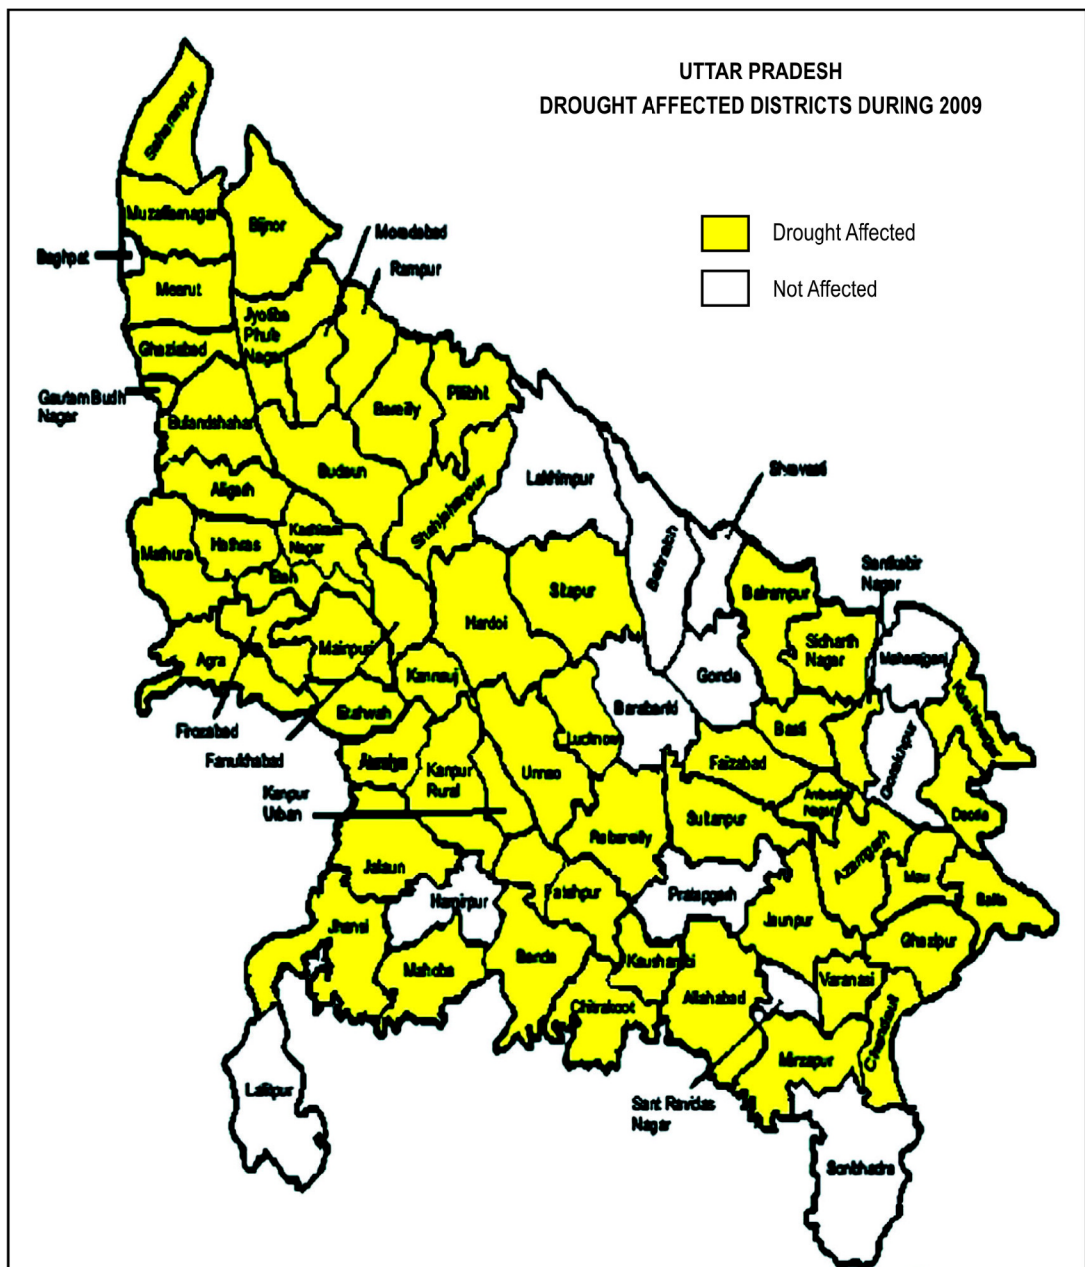 UTTAR PRADESH
DROUGHT AFFECTED DISTRICTS DURING 2009
Drought Affected
Not Affected
Saharanpur
Muzaffarnagar
Bijnor
Moradabad
Baghpat
Rampur
Meerut
Jyotiba
Phule
Nagar
Ghaziabad
Gautam Budh
Nagar
Bulandshahar
Bareilly
Pilibhit
Budaun
Lakhimpur
Shravasti
Aligarh
Shahjahanpur
Mathura
Hathras
Kashiram
Nagar
Bahraich
Santkabir
Nagar
Etah
Sitapur
Balrampur
Hardoi
Sidharth
Nagar
Maharajganj
Agra
Mainpuri
Kannauj
Gonda
Kushinagar
Barabanki
Etahwah
Firozabad
Farrukhabad
Lucknow
Basti
Gorakhpur
Faizabad
Auraiya
Kanpur
Rural
Unnao
Kanpur
Urban
Ambedkar
Nagar
Sultanpur
Deoria
Raibareilly
Azamgarh
Jalaun
Mau
Hamirpur
Fatehpur
Pratapgarh
Ballia
Jhansi
Jaunpur
Ghazipur
Mahoba
Banda
Kaushambi
Varanasi
Allahabad
Chitrakoot
Chandauli
Mirzapur
Lalitpur
Sant Ravidas
Nagar
Sonbhadra